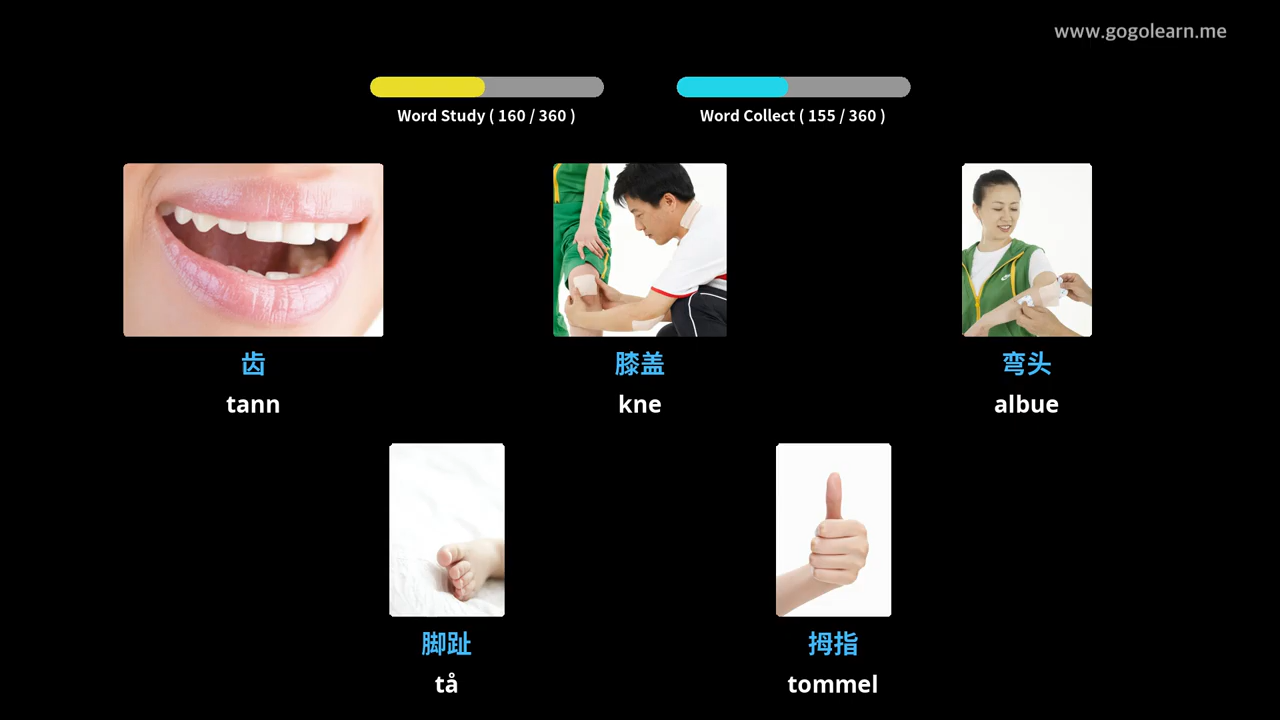 www.gogolearn.me
Word Study ( 160 / 360 )
Word Collect ( 155 / 360 )
齿
膝盖
弯头
tann
kne
albue
脚趾
拇指
tå
tommel